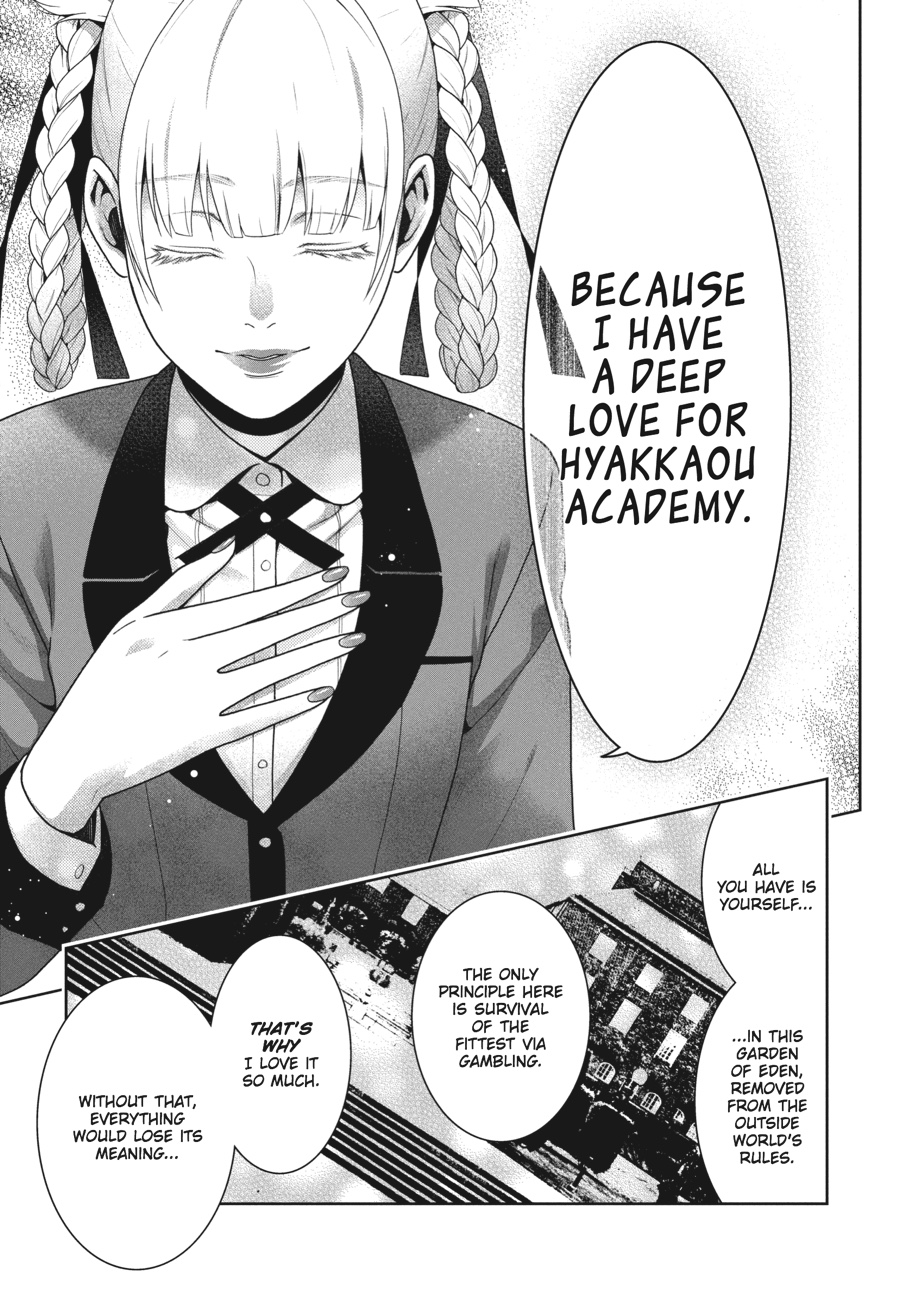 BECAUSE
I HAVE
A DEEP
LOVE FOR
HYAKKAOU
ACADEMY.
ALL
YOU HAVE IS
YOURSELF...
...IN THIS
GARDEN
OF EDEN,
REMOVED
FROM THE
OUTSIDE
WORLD'S
RULES.
THE ONLY
PRINCIPLE HERE
IS SURVIVAL
OF THE
FITTEST VIA
GAMBLING.
THAT'S
WHY
I LOVE IT
SO MUCH.
WITHOUT THAT,
EVERYTHING
WOULD LOSE ITS
MEANING...